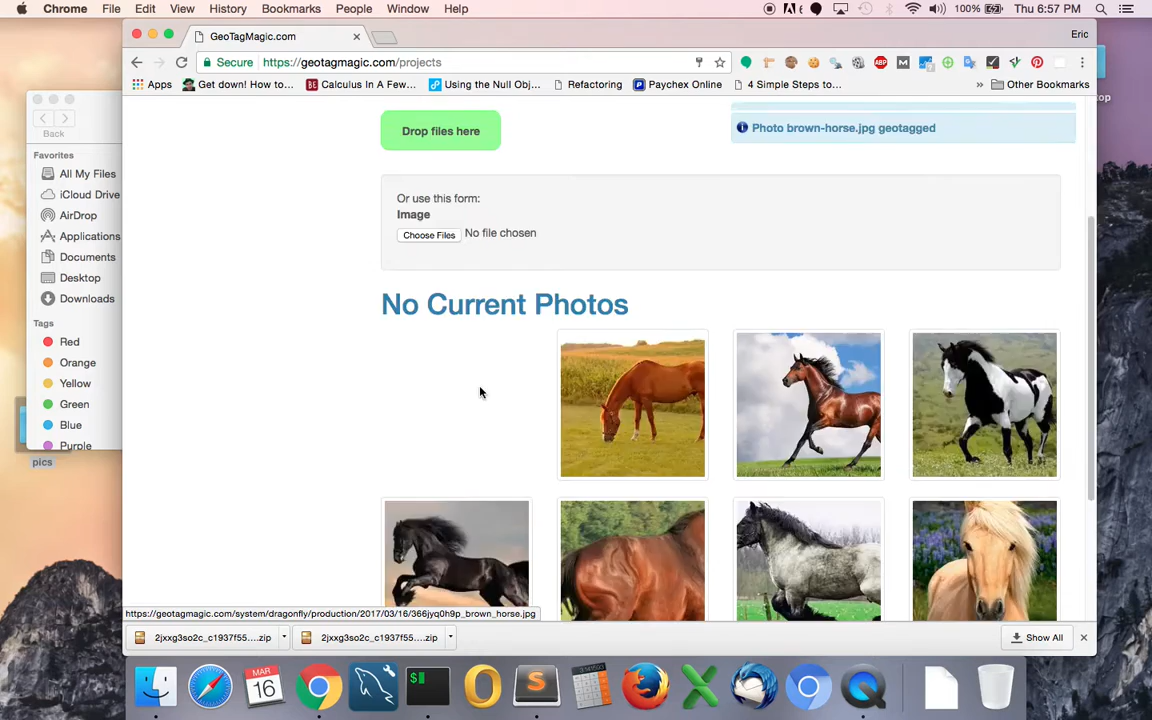 Chrome File Edit View History Bookmarks People Window Help
100% Thu 6:57 PM
GeoTagMagic.com
Eric
Secure https://geotagmagic.com/projects
Apps Get down! How to... Calculus In A Few... Using the Null Obj... Refactoring Paychex Online 4 Simple Steps to... » Other Bookmarks
Back
Favorites
All My Files
iCloud Drive
AirDrop
Applications
Documents
Desktop
Downloads
Tags
Red
Orange
Yellow
Green
Blue
Purple
pics
top
Drop files here
Photo brown-horse.jpg geotagged
Or use this form:
Image
Choose Files No file chosen
No Current Photos
https://geotagmagic.com/system/dragonfly/production/2017/03/16/366jyq0h9p_brown_horse.jpg
2jxxg3so2c_c1937f55....zip
2jxxg3so2c_c1937f55....zip
Show All
MAR
16